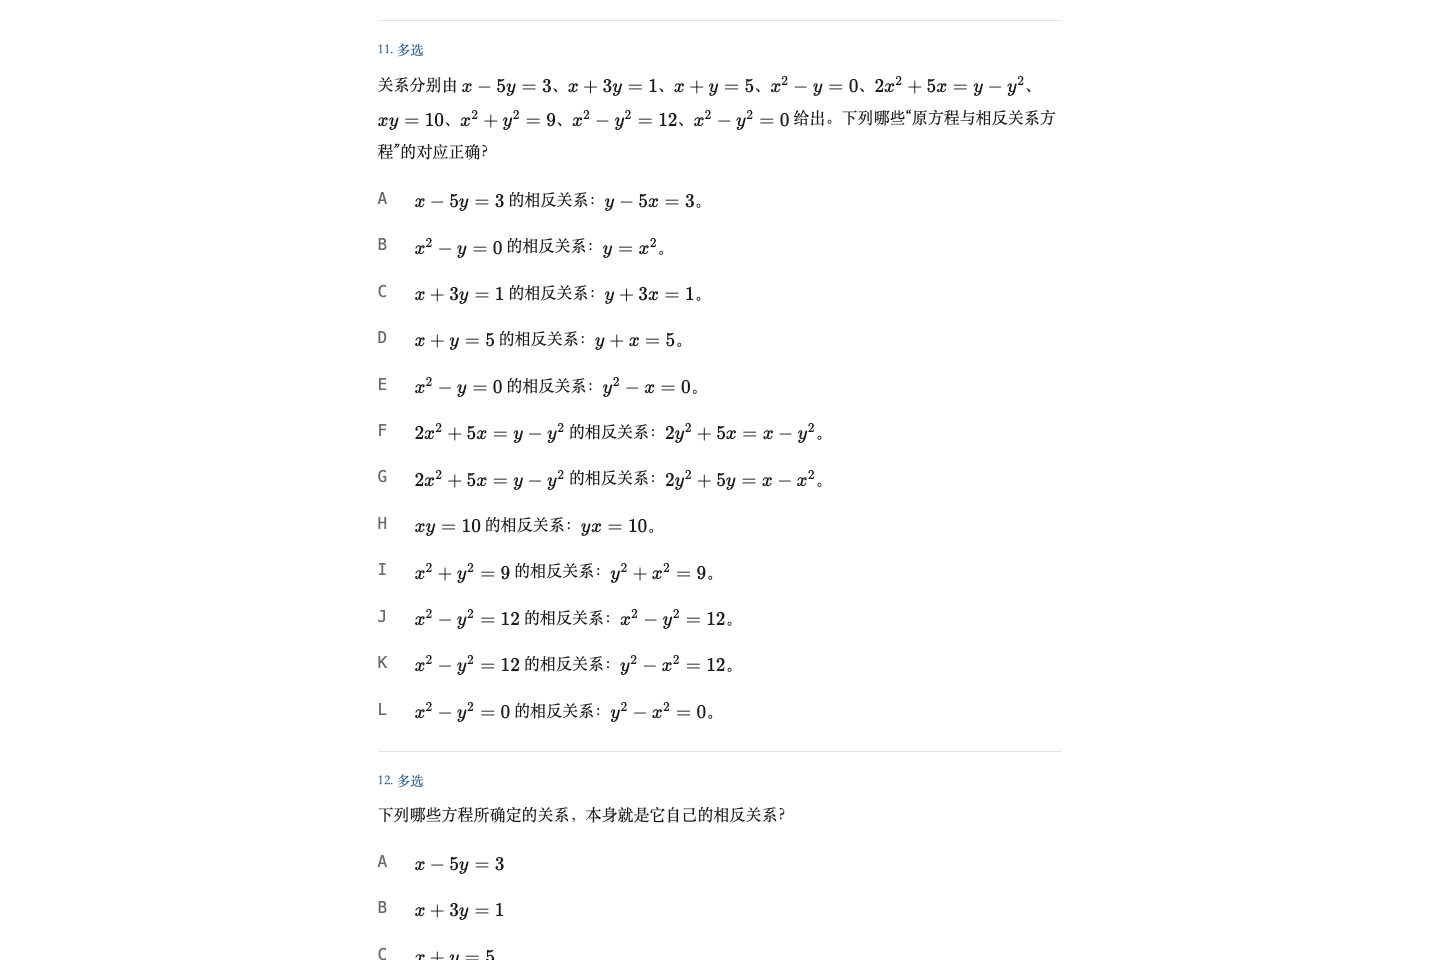 11. 多选
关系分别由 x − 5y = 3、x + 3y = 1、x + y = 5、x² − y = 0、2x² + 5x = y − y²、
xy = 10、x² + y² = 9、x² − y² = 12、x² − y² = 0 给出。下列哪些“原方程与相反关系方
程”的对应正确？
A x − 5y = 3 的相反关系：y − 5x = 3。
B x² − y = 0 的相反关系：y = x²。
C x + 3y = 1 的相反关系：y + 3x = 1。
D x + y = 5 的相反关系：y + x = 5。
E x² − y = 0 的相反关系：y² − x = 0。
F 2x² + 5x = y − y² 的相反关系：2y² + 5x = x − y²。
G 2x² + 5x = y − y² 的相反关系：2y² + 5y = x − x²。
H xy = 10 的相反关系：yx = 10。
I x² + y² = 9 的相反关系：y² + x² = 9。
J x² − y² = 12 的相反关系：x² − y² = 12。
K x² − y² = 12 的相反关系：y² − x² = 12。
L x² − y² = 0 的相反关系：y² − x² = 0。
12. 多选
下列哪些方程所确定的关系，本身就是它自己的相反关系？
A x − 5y = 3
B x + 3y = 1
C x + y = 5